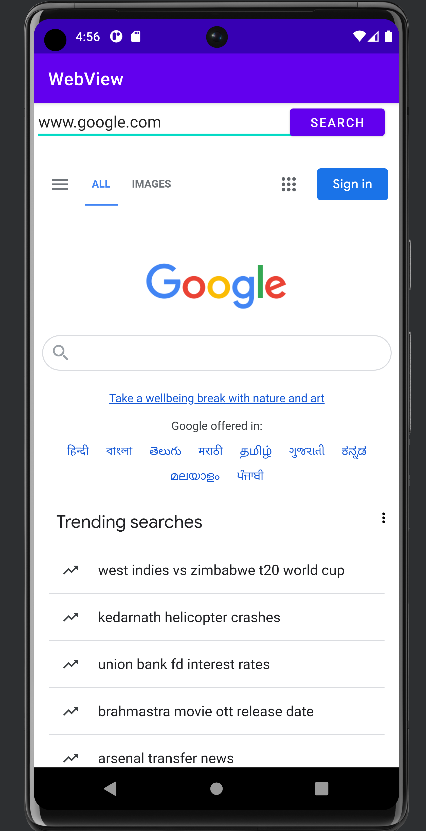 4:56
WebView
www.google.com SEARCH
ALL IMAGES Sign in
Google
Take a wellbeing break with nature and art
Google offered in:
हिन्दी বাংলা తెలుగు मराठी தமிழ் ગુજરાતી ಕನ್ನಡ
മലയാളം ਪੰਜਾਬੀ
Trending searches
west indies vs zimbabwe t20 world cup
kedarnath helicopter crashes
union bank fd interest rates
brahmastra movie ott release date
arsenal transfer news